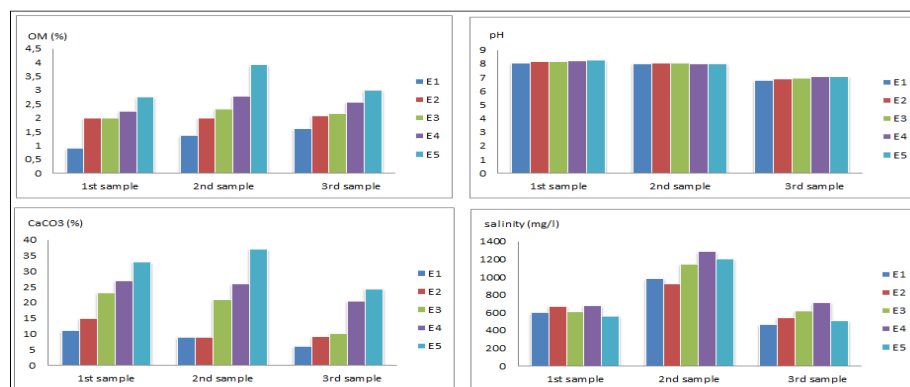 OM (%)
4,5
4
3,5
3
2,5
2
1,5
1
0,5
0
1st sample 2nd sample 3rd sample
E1
E2
E3
E4
E5
pH
9
8
7
6
5
4
3
2
1
0
1st sample 2nd sample 3rd sample
E1
E2
E3
E4
E5
CaCO3 (%)
40
35
30
25
20
15
10
5
0
1st sample 2nd sample 3rd sample
E1
E2
E3
E4
E5
salinity (mg/l)
1400
1200
1000
800
600
400
200
0
1st sample 2nd sample 3rd sample
E1
E2
E3
E4
E5